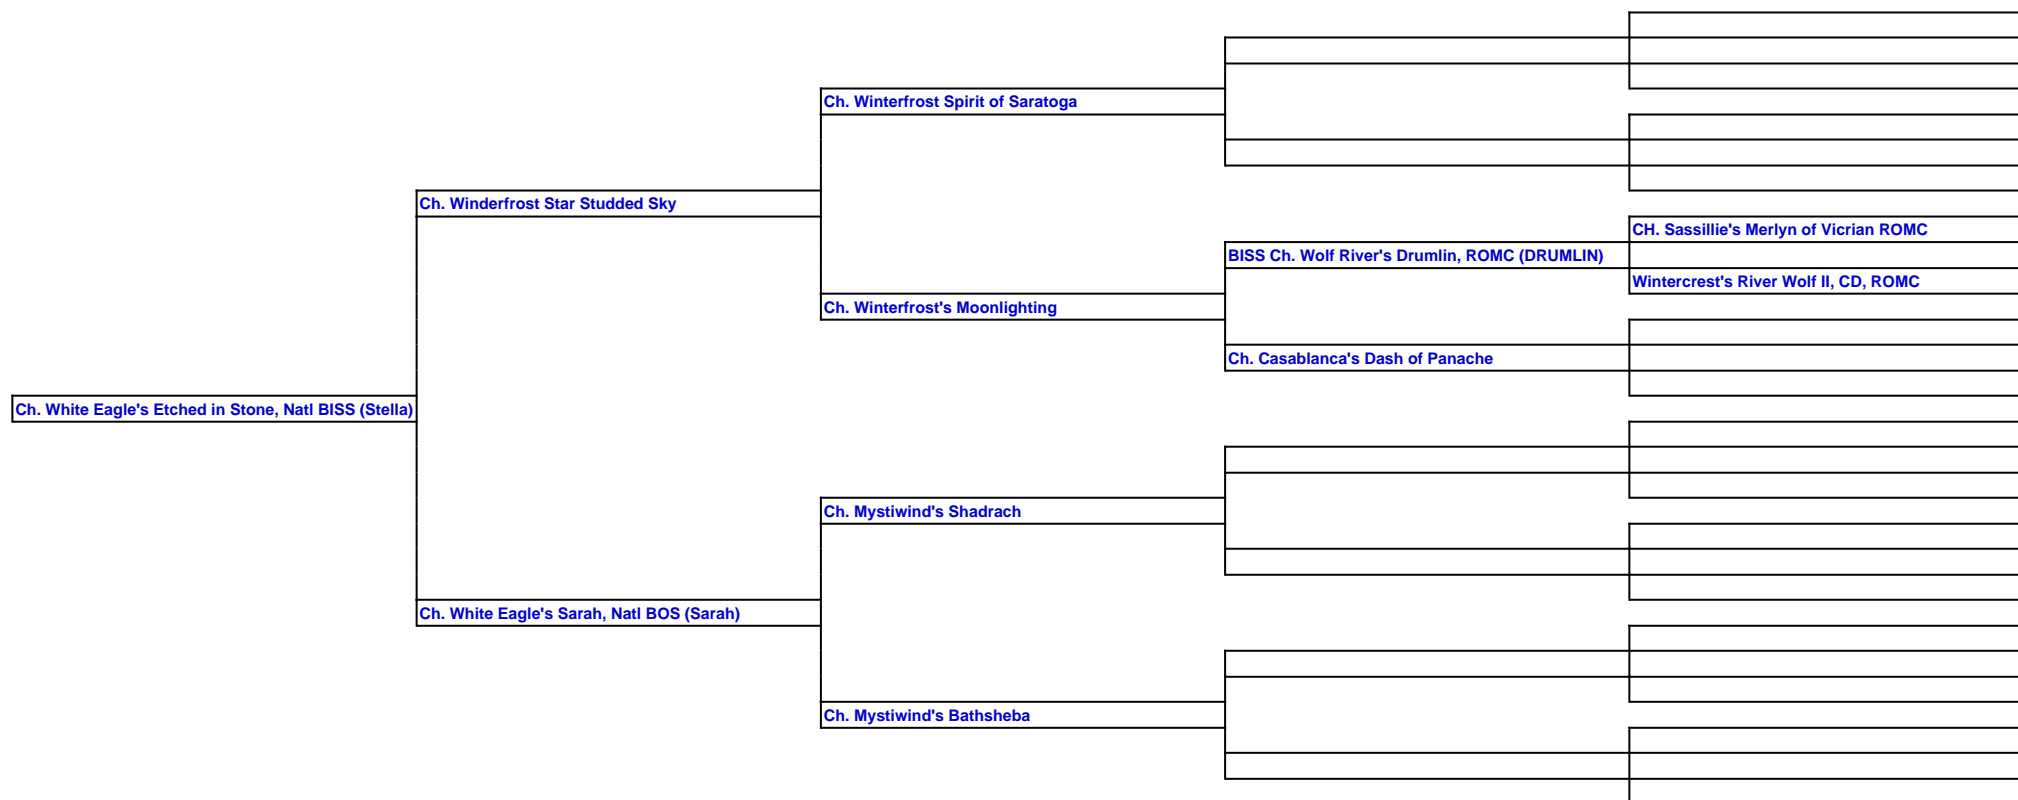 Ch. Winterfrost Spirit of Saratoga
Ch. Winderfrost Star Studded Sky
CH. Sassillie's Merlyn of Vicrian ROMC
BISS Ch. Wolf River's Drumlin, ROMC (DRUMLIN)
Wintercrest's River Wolf II, CD, ROMC
Ch. Winterfrost's Moonlighting
Ch. Casablanca's Dash of Panache
Ch. White Eagle's Etched in Stone, Natl BISS (Stella)
Ch. Mystiwind's Shadrach
Ch. White Eagle's Sarah, Natl BOS (Sarah)
Ch. Mystiwind's Bathsheba